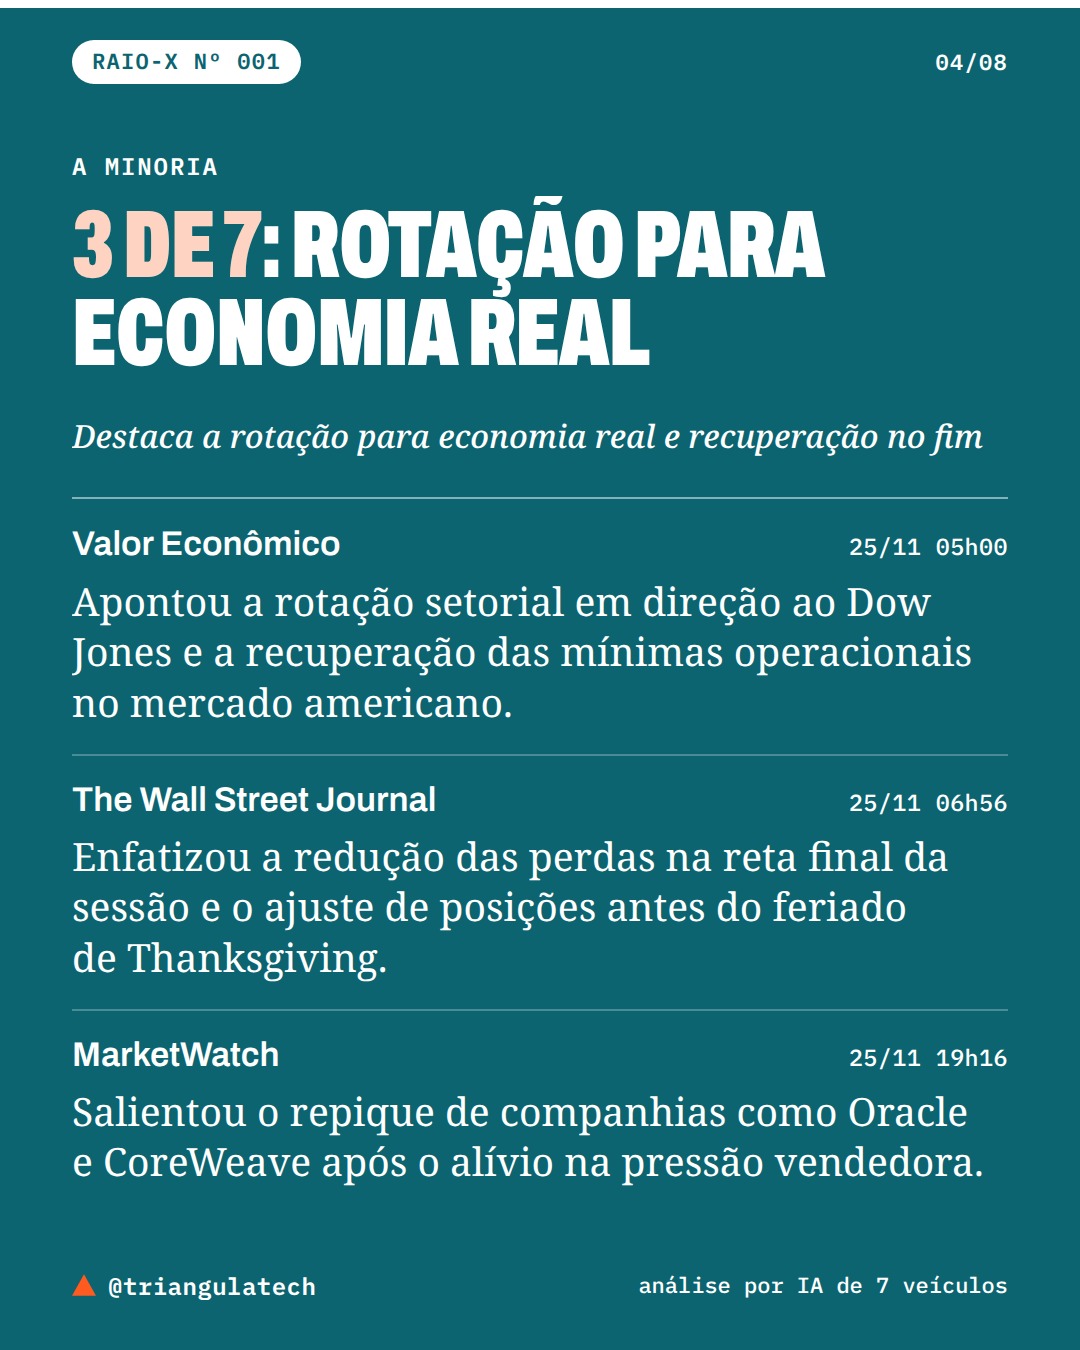 RAIO-X Nº 001
04/08
A MINORIA
3 DE 7: ROTAÇÃO PARA
ECONOMIA REAL
Destaca a rotação para economia real e recuperação no fim
Valor Econômico
25/11 05h00
Apontou a rotação setorial em direção ao Dow
Jones e a recuperação das mínimas operacionais
no mercado americano.
The Wall Street Journal
25/11 06h56
Enfatizou a redução das perdas na reta final da
sessão e o ajuste de posições antes do feriado
de Thanksgiving.
MarketWatch
25/11 19h16
Salientou o repique de companhias como Oracle
e CoreWeave após o alívio na pressão vendedora.
@triangulatech
análise por IA de 7 veículos